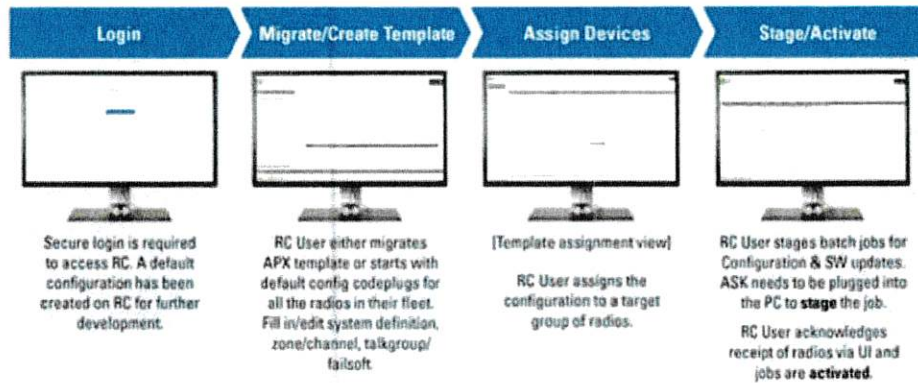 Login
Migrate/Create Template
Assign Devices
Stage/Activate
Secure login is required
to access RC. A default
configuration has been
created on RC for further
development.
RC User either migrates
APX template or starts with
default config codeplugs for
all the radios in their fleet.
Fill in/edit system definition,
zone/channel, talkgroup/
failsoft
[Template assignment view]
RC User assigns the
configuration to a target
group of radios.
RC User stages batch jobs for
Configuration & SW updates.
ASK needs to be plugged into
the PC to stage the job.
RC User acknowledges
receipt of radios via UI and
jobs are activated.